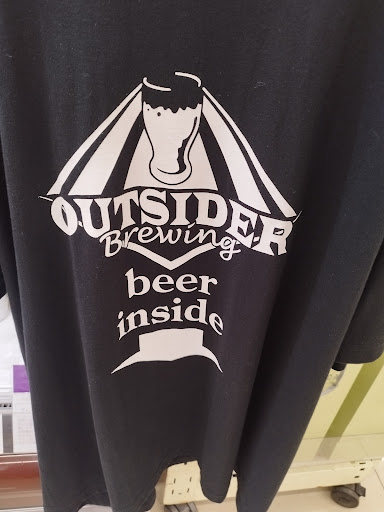 OUTSIDER
Brewing
beer
inside